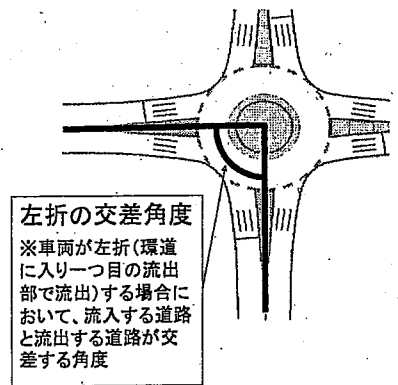 左折の交差角度
※車両が左折(環道
に入り一つ目の流出
部で流出)する場合に
おいて、流入する道路
と流出する道路が交
差する角度